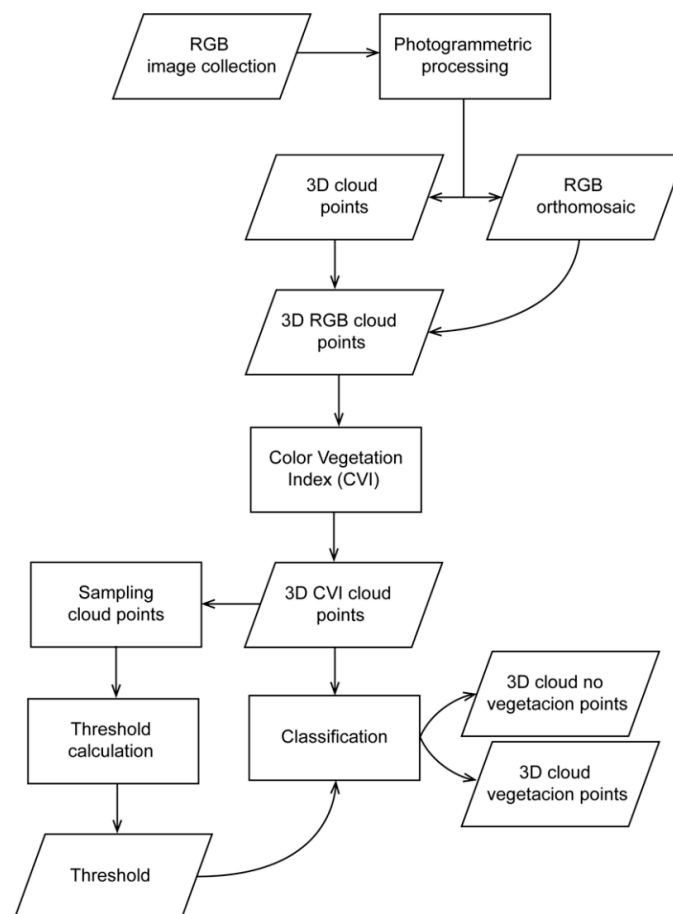 RGB
image collection
Photogrammetric
processing
3D cloud
points
RGB
orthomosaic
3D RGB cloud
points
Color Vegetation
Index (CVI)
Sampling
cloud points
3D CVI cloud
points
3D cloud no
vegetacion points
Threshold
calculation
Classification
3D cloud
vegetacion points
Threshold